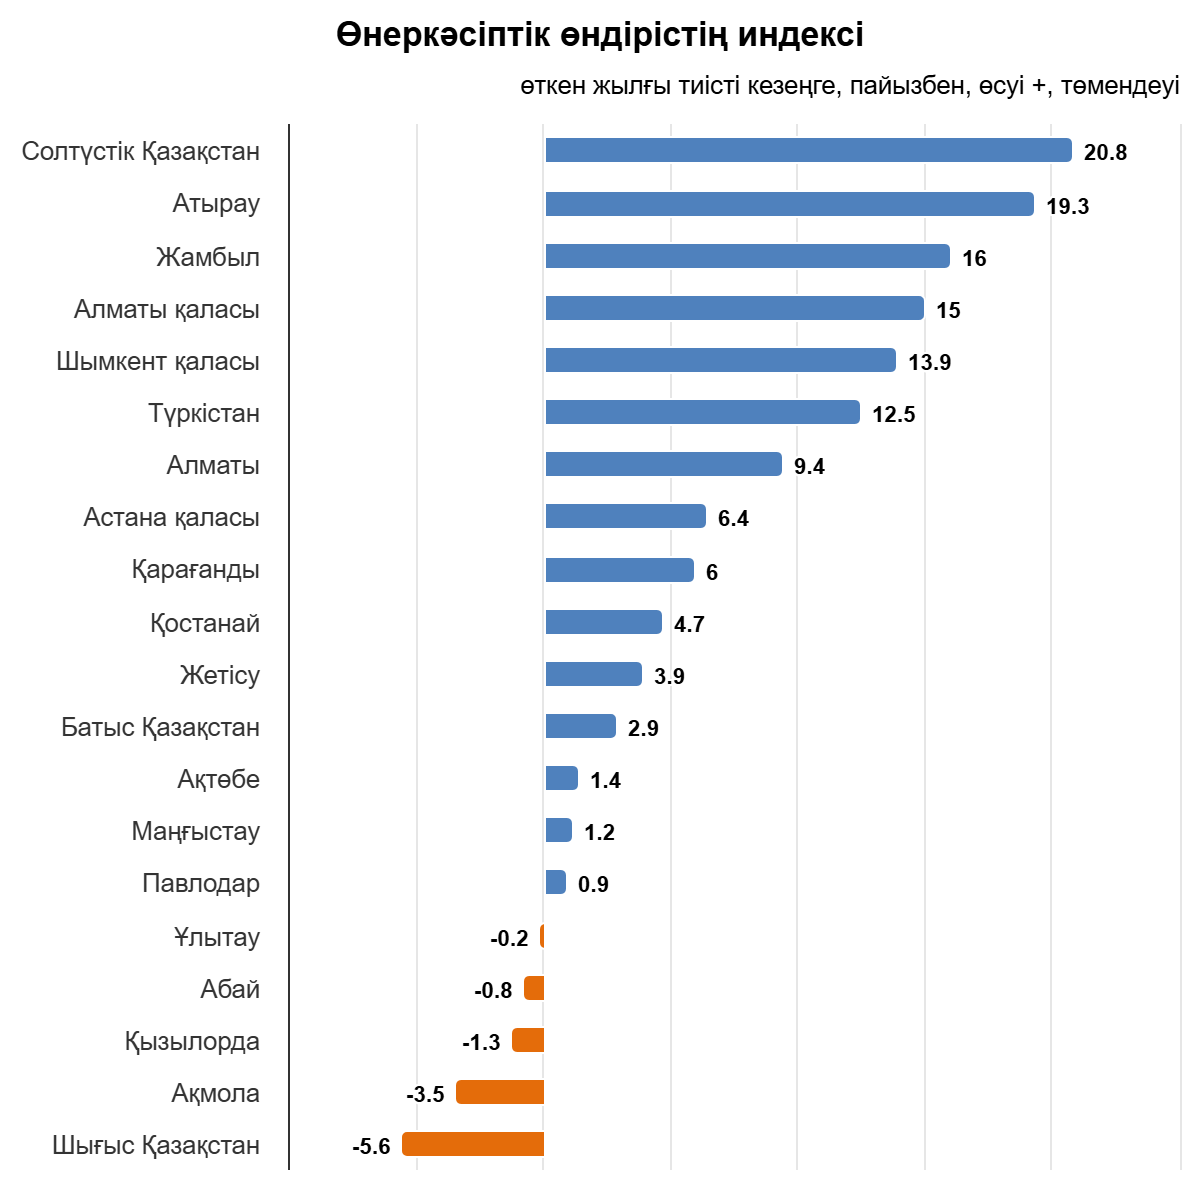 Өнеркәсіптік өндірістің индексі
өткен жылғы тиісті кезеңге, пайызбен, өсуі +, төмендеуі
Солтүстік Қазақстан 20.8
Атырау 19.3
Жамбыл 16
Алматы қаласы 15
Шымкент қаласы 13.9
Түркістан 12.5
Алматы 9.4
Астана қаласы 6.4
Қарағанды 6
Қостанай 4.7
Жетісу 3.9
Батыс Қазақстан 2.9
Ақтөбе 1.4
Маңғыстау 1.2
Павлодар 0.9
Ұлытау -0.2
Абай -0.8
Қызылорда -1.3
Ақмола -3.5
Шығыс Қазақстан -5.6